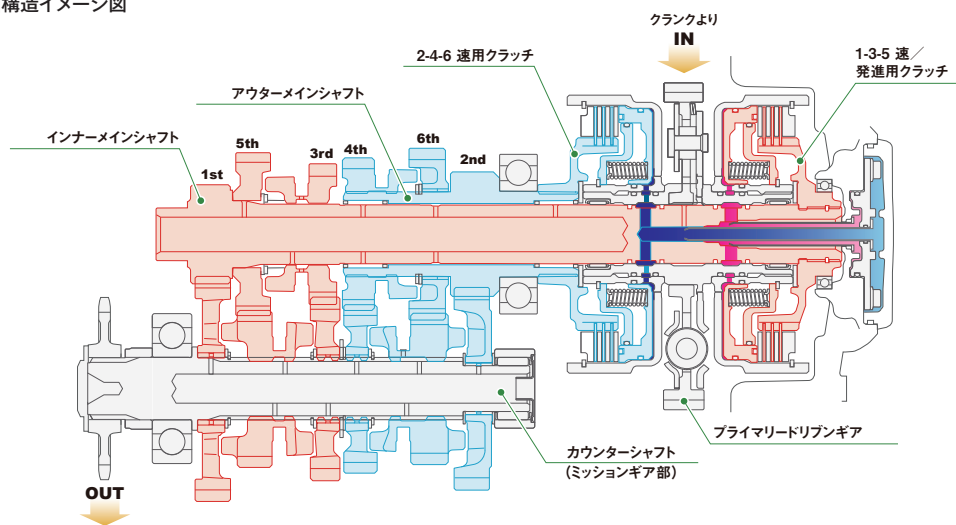 構造イメージ図
クランクより
IN
2-4-6 速用クラッチ
1-3-5 速／
発進用クラッチ
アウターメインシャフト
インナーメインシャフト
5th
6th
3rd
4th
2nd
1st
プライマリードリブンギア
カウンターシャフト
(ミッションギア部)
OUT